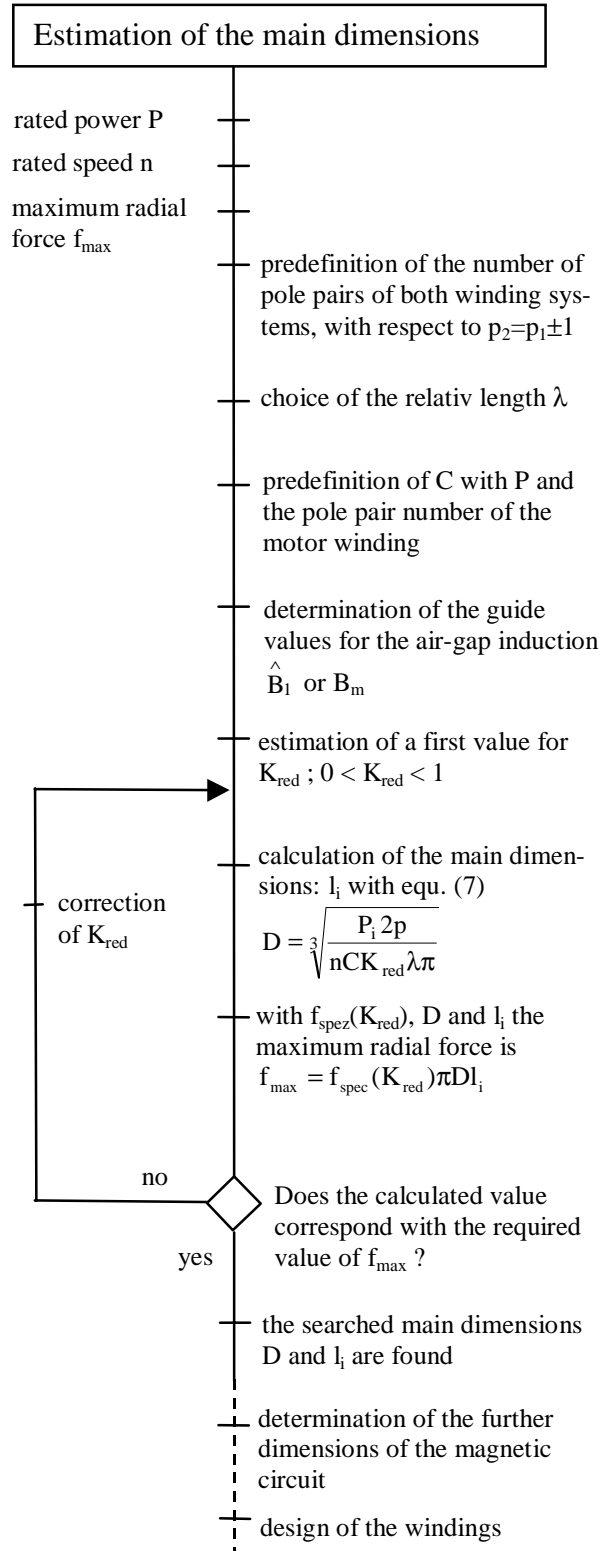 Estimation of the main dimensions
rated power P
rated speed n
maximum radial
force f_max
predefinition of the number of
pole pairs of both winding sys-
tems, with respect to p₂=p₁±1
choice of the relativ length λ
predefinition of C with P and
the pole pair number of the
motor winding
determination of the guide
values for the air-gap induction
B̂₁ or B_m
estimation of a first value for
K_red ; 0 < K_red < 1
correction
of K_red
calculation of the main dimen-
sions: l_i with equ. (7)
D = ∛(P_i 2p / nCK_red λπ)
with f_spez(K_red), D and l_i the
maximum radial force is
f_max = f_spec(K_red)πDl_i
no
Does the calculated value
correspond with the required
value of f_max ?
yes
the searched main dimensions
D and l_i are found
determination of the further
dimensions of the magnetic
circuit
design of the windings